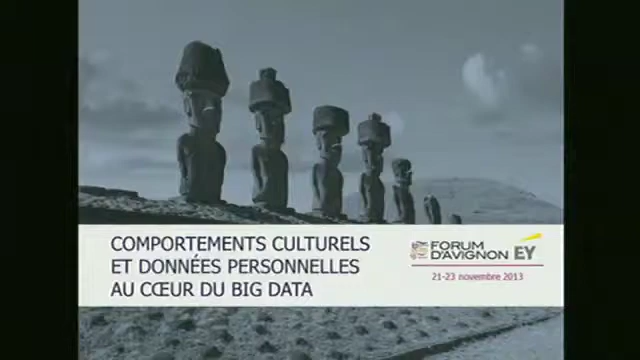 COMPORTEMENTS CULTURELS
ET DONNÉES PERSONNELLES
AU CŒUR DU BIG DATA
FORUM
D'AVIGNON
EY
21-23 novembre 2013